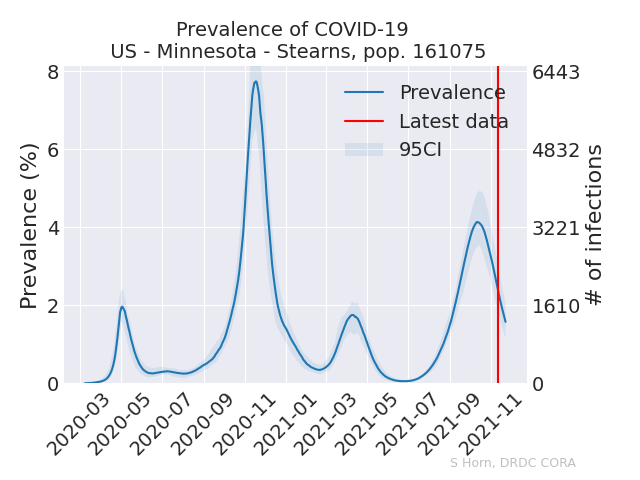 Prevalence of COVID-19
US - Minnesota - Stearns, pop. 161075
Prevalence (%)
8
6
4
2
0
6443
4832
3221
1610
0
# of infections
Prevalence
Latest data
95CI
2020-03
2020-05
2020-07
2020-09
2020-11
2021-01
2021-03
2021-05
2021-07
2021-09
2021-11
S Horn, DRDC CORA